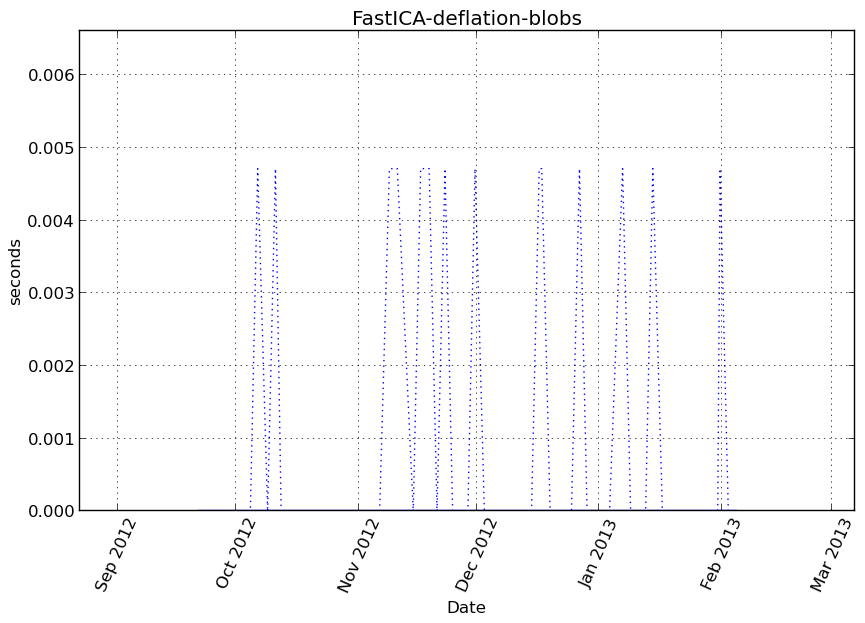 FastICA-deflation-blobs
0.006
0.005
0.004
0.003
0.002
0.001
0.000
seconds
Sep 2012
Oct 2012
Nov 2012
Dec 2012
Jan 2013
Feb 2013
Mar 2013
Date